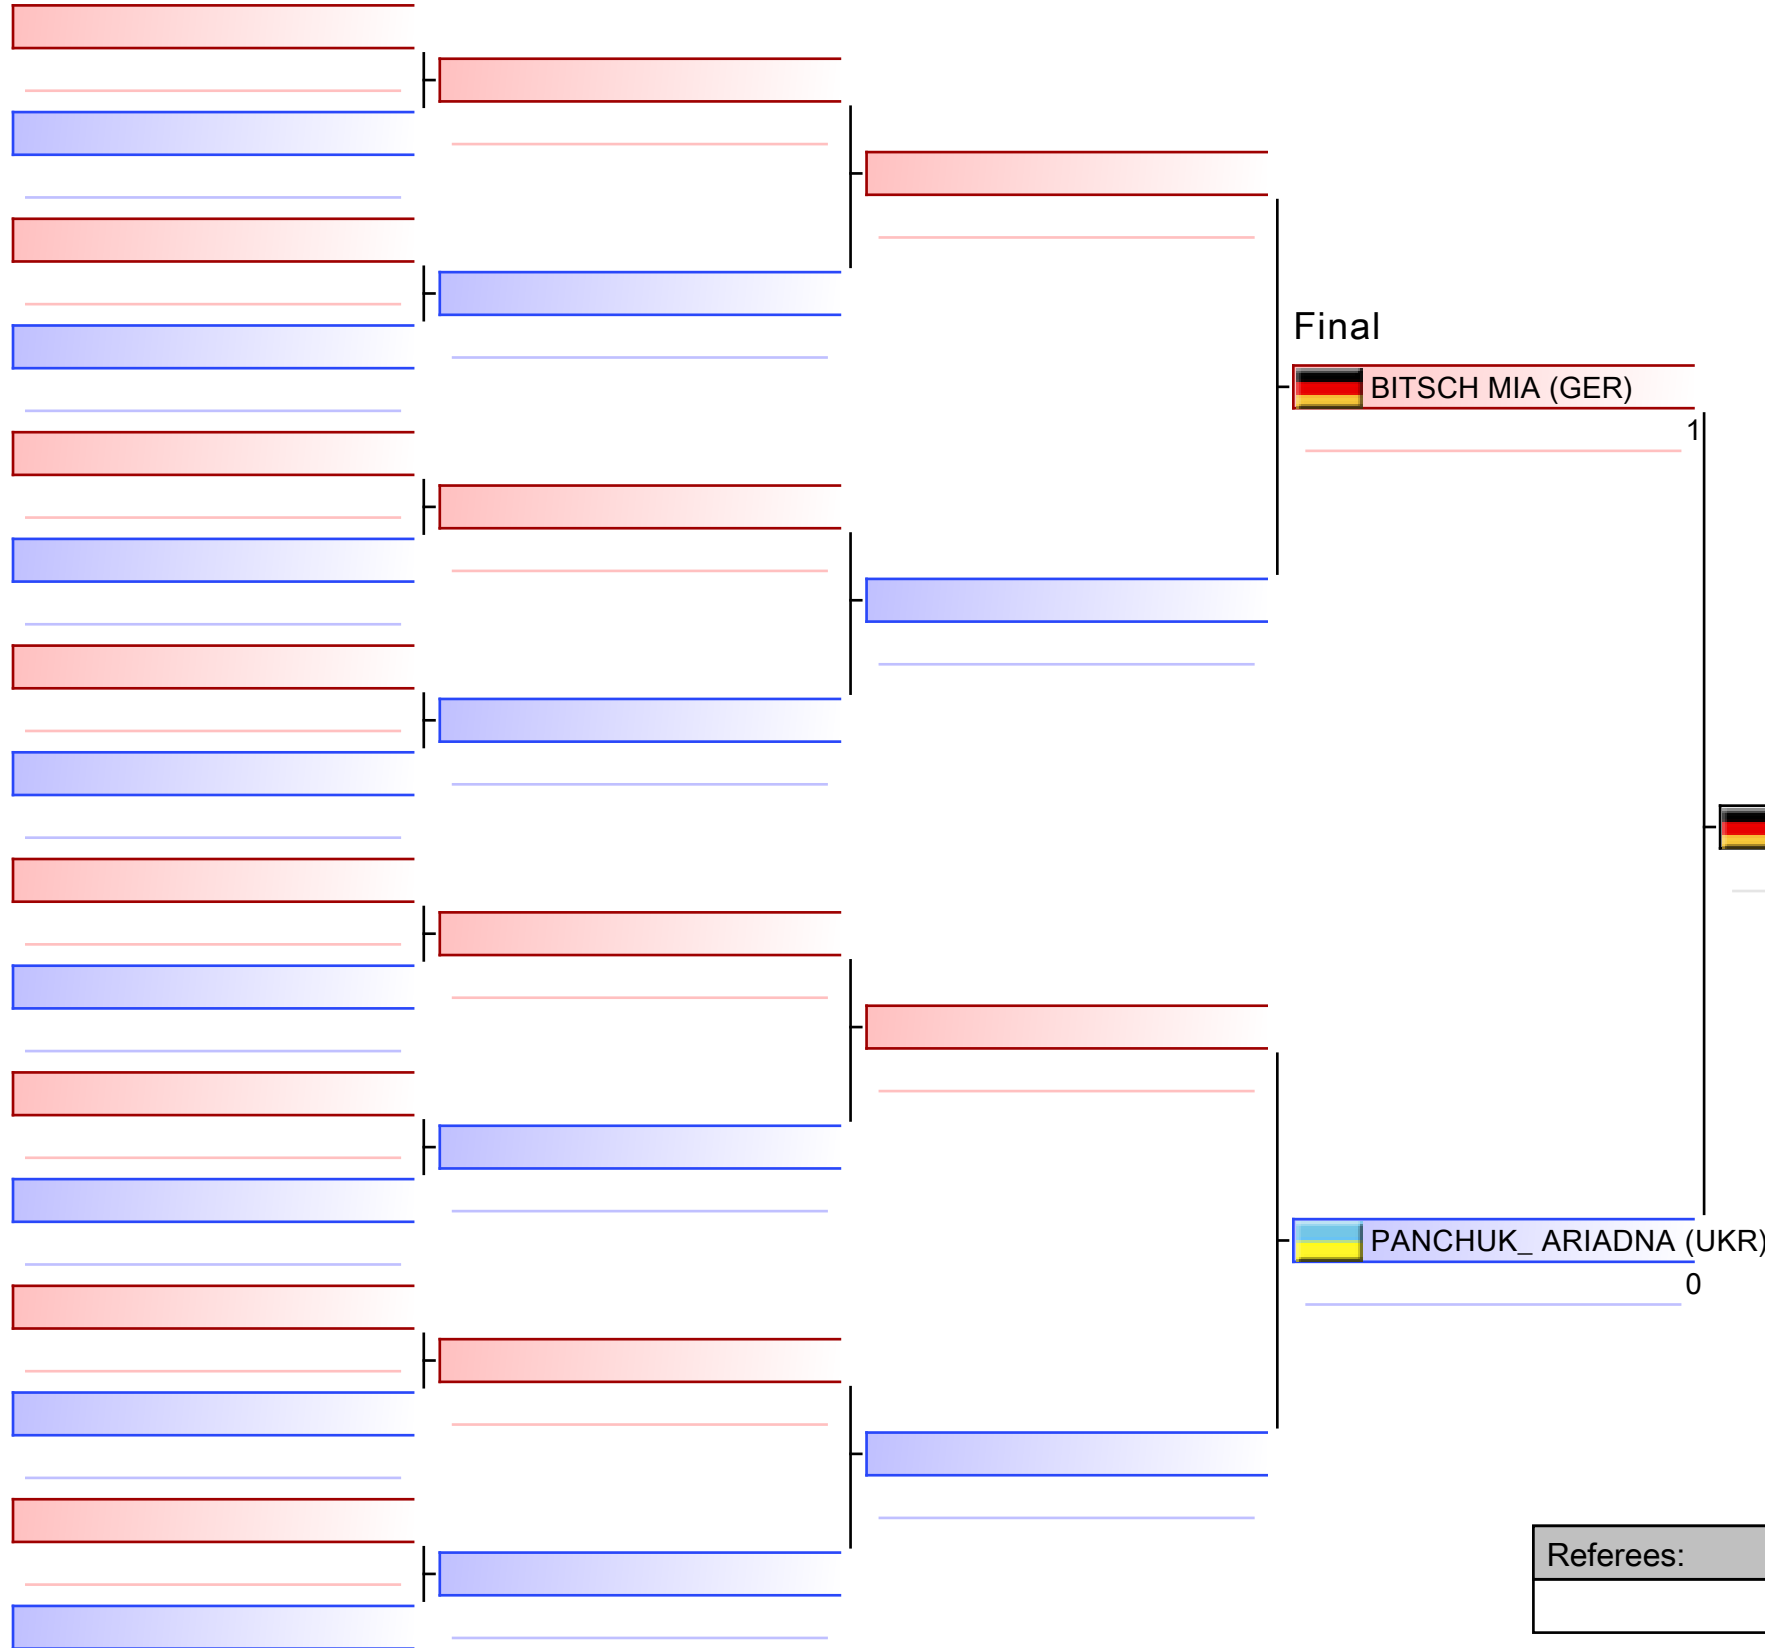 Final
BITSCH MIA (GER)
1
PANCHUK_ ARIADNA (UKR)
0
Referees: